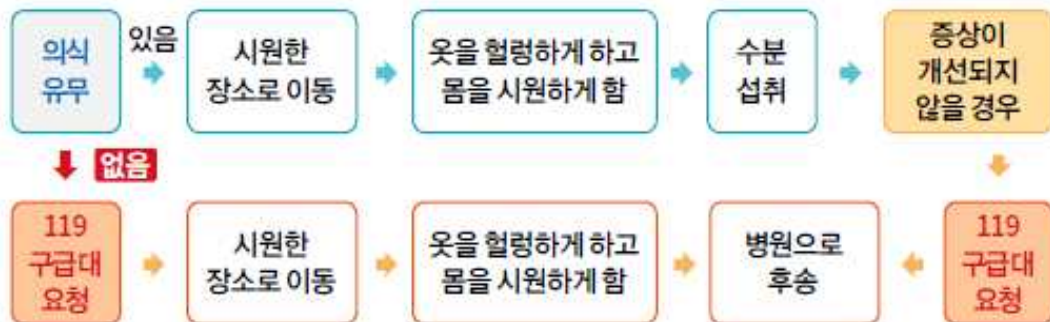 의식
유무
있음
시원한
장소로 이동
옷을 헐렁하게 하고
몸을 시원하게 함
수분
섭취
증상이
개선되지
않을 경우
없음
119
구급대
요청
시원한
장소로 이동
옷을 헐렁하게 하고
몸을 시원하게 함
병원으로
후송
119
구급대
요청